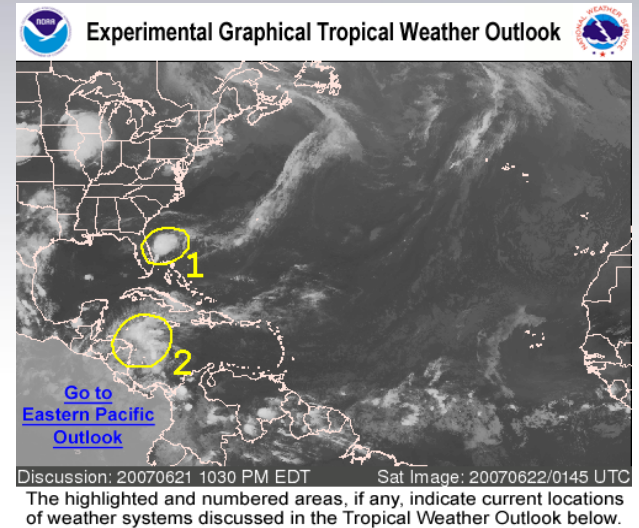 NOAA
Experimental Graphical Tropical Weather Outlook
NATIONAL WEATHER SERVICE
1
2
Go to
Eastern Pacific
Outlook
Discussion: 20070621 1030 PM EDT
Sat Image: 20070622/0145 UTC
The highlighted and numbered areas, if any, indicate current locations
of weather systems discussed in the Tropical Weather Outlook below.